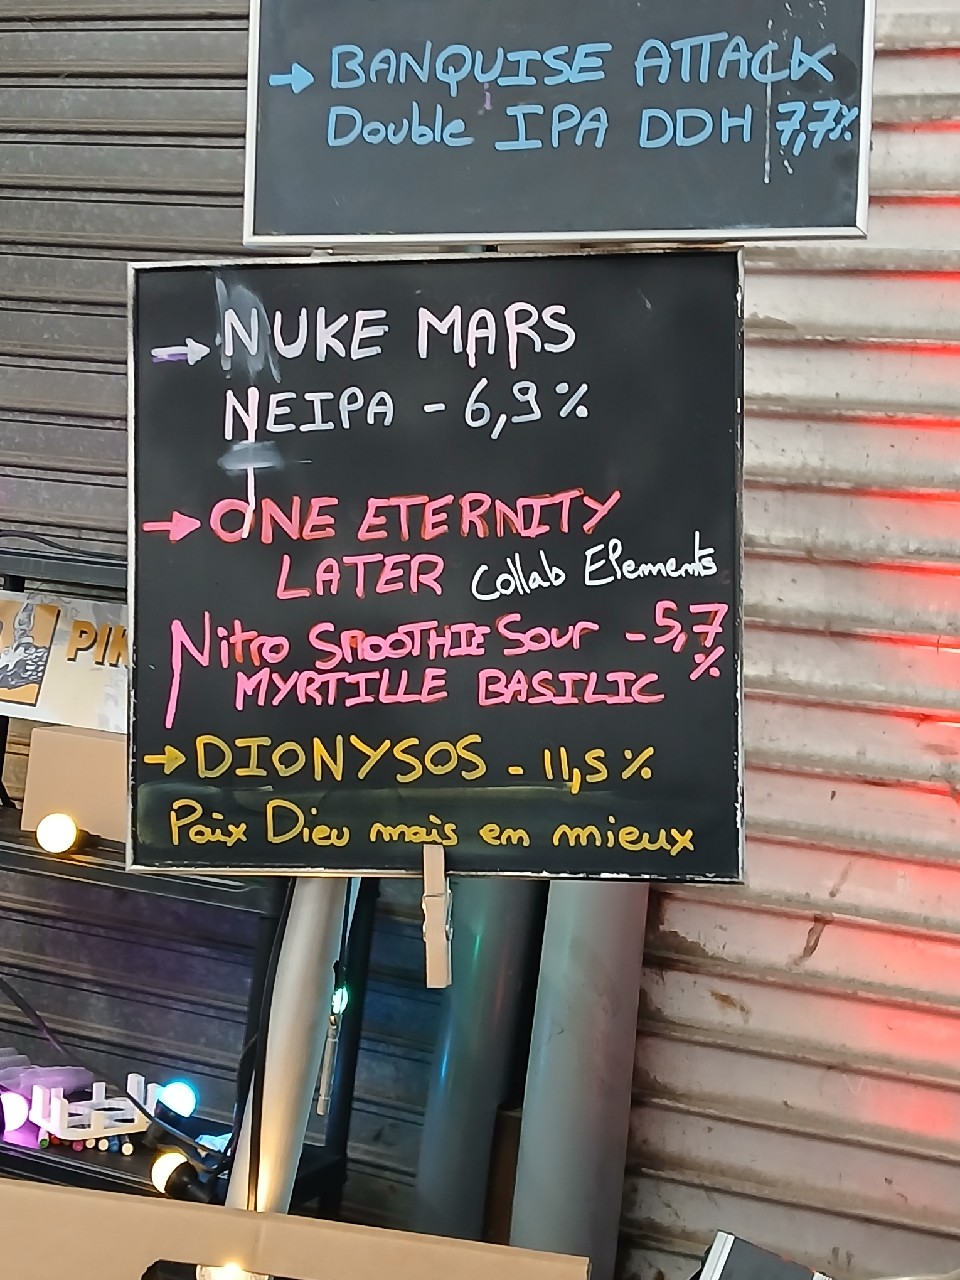 → BANQUISE ATTACK
Double IPA DDH 7,7%
→ NUKE MARS
NEIPA - 6,9%
→ ONE ETERNITY
LATER Collab Elements
Nitro SMOOTHIE Sour - 5,7
%
MYRTILLE BASILIC
→ DIONYSOS - 11,5%
Paix Dieu mais en mieux